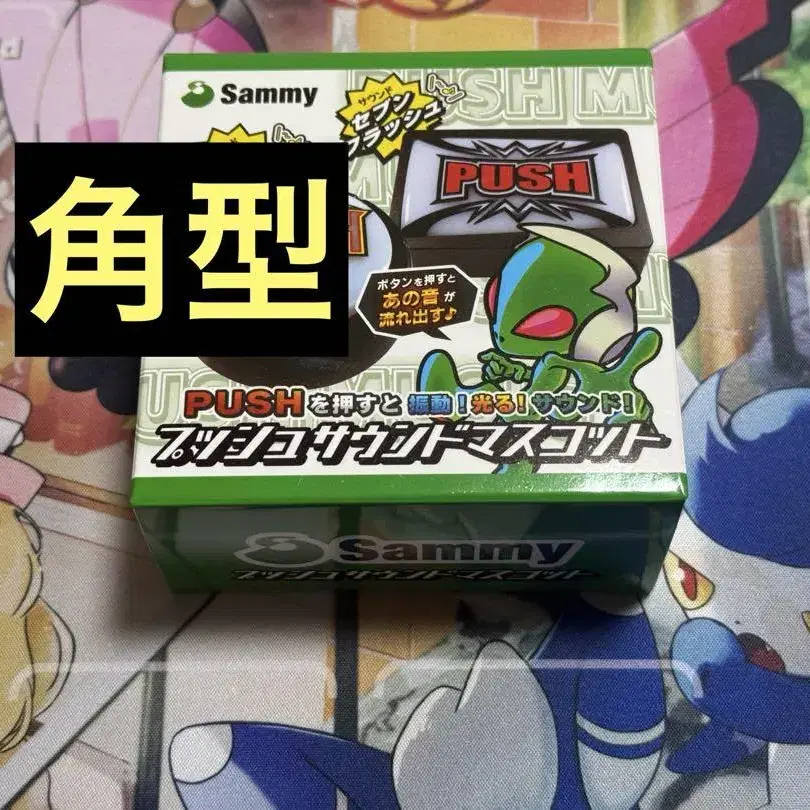 Sammy
サウンド
セブン
フラッシュ
PUSH
角型
ボタンを押すと
あの音が
流れ出す♪
PUSHを押すと 振動!光る!サウンド!
プッシュサウンドマスコット
Sammy
プッシュサウンドマスコット